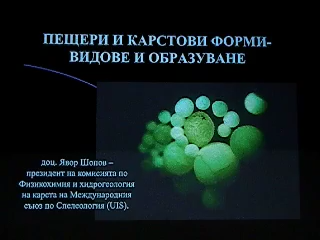 ПЕЩЕРИ И КАРСТОВИ ФОРМИ-
ВИДОВЕ И ОБРАЗУВАНЕ
доц. Явор Шопов –
президент на комисията по
Физикохимия и хидрогеология
на карста на Международния
съюз по Спелеология (UIS).